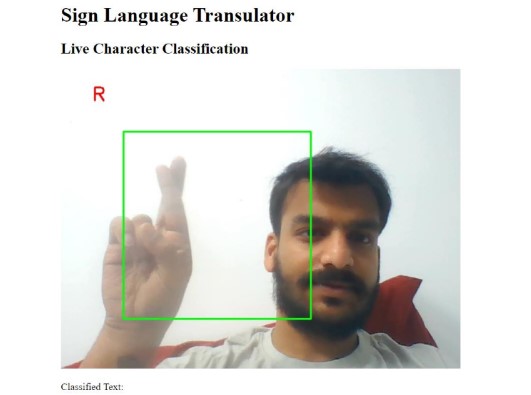 Sign Language Transulator
Live Character Classification
R
Classified Text: